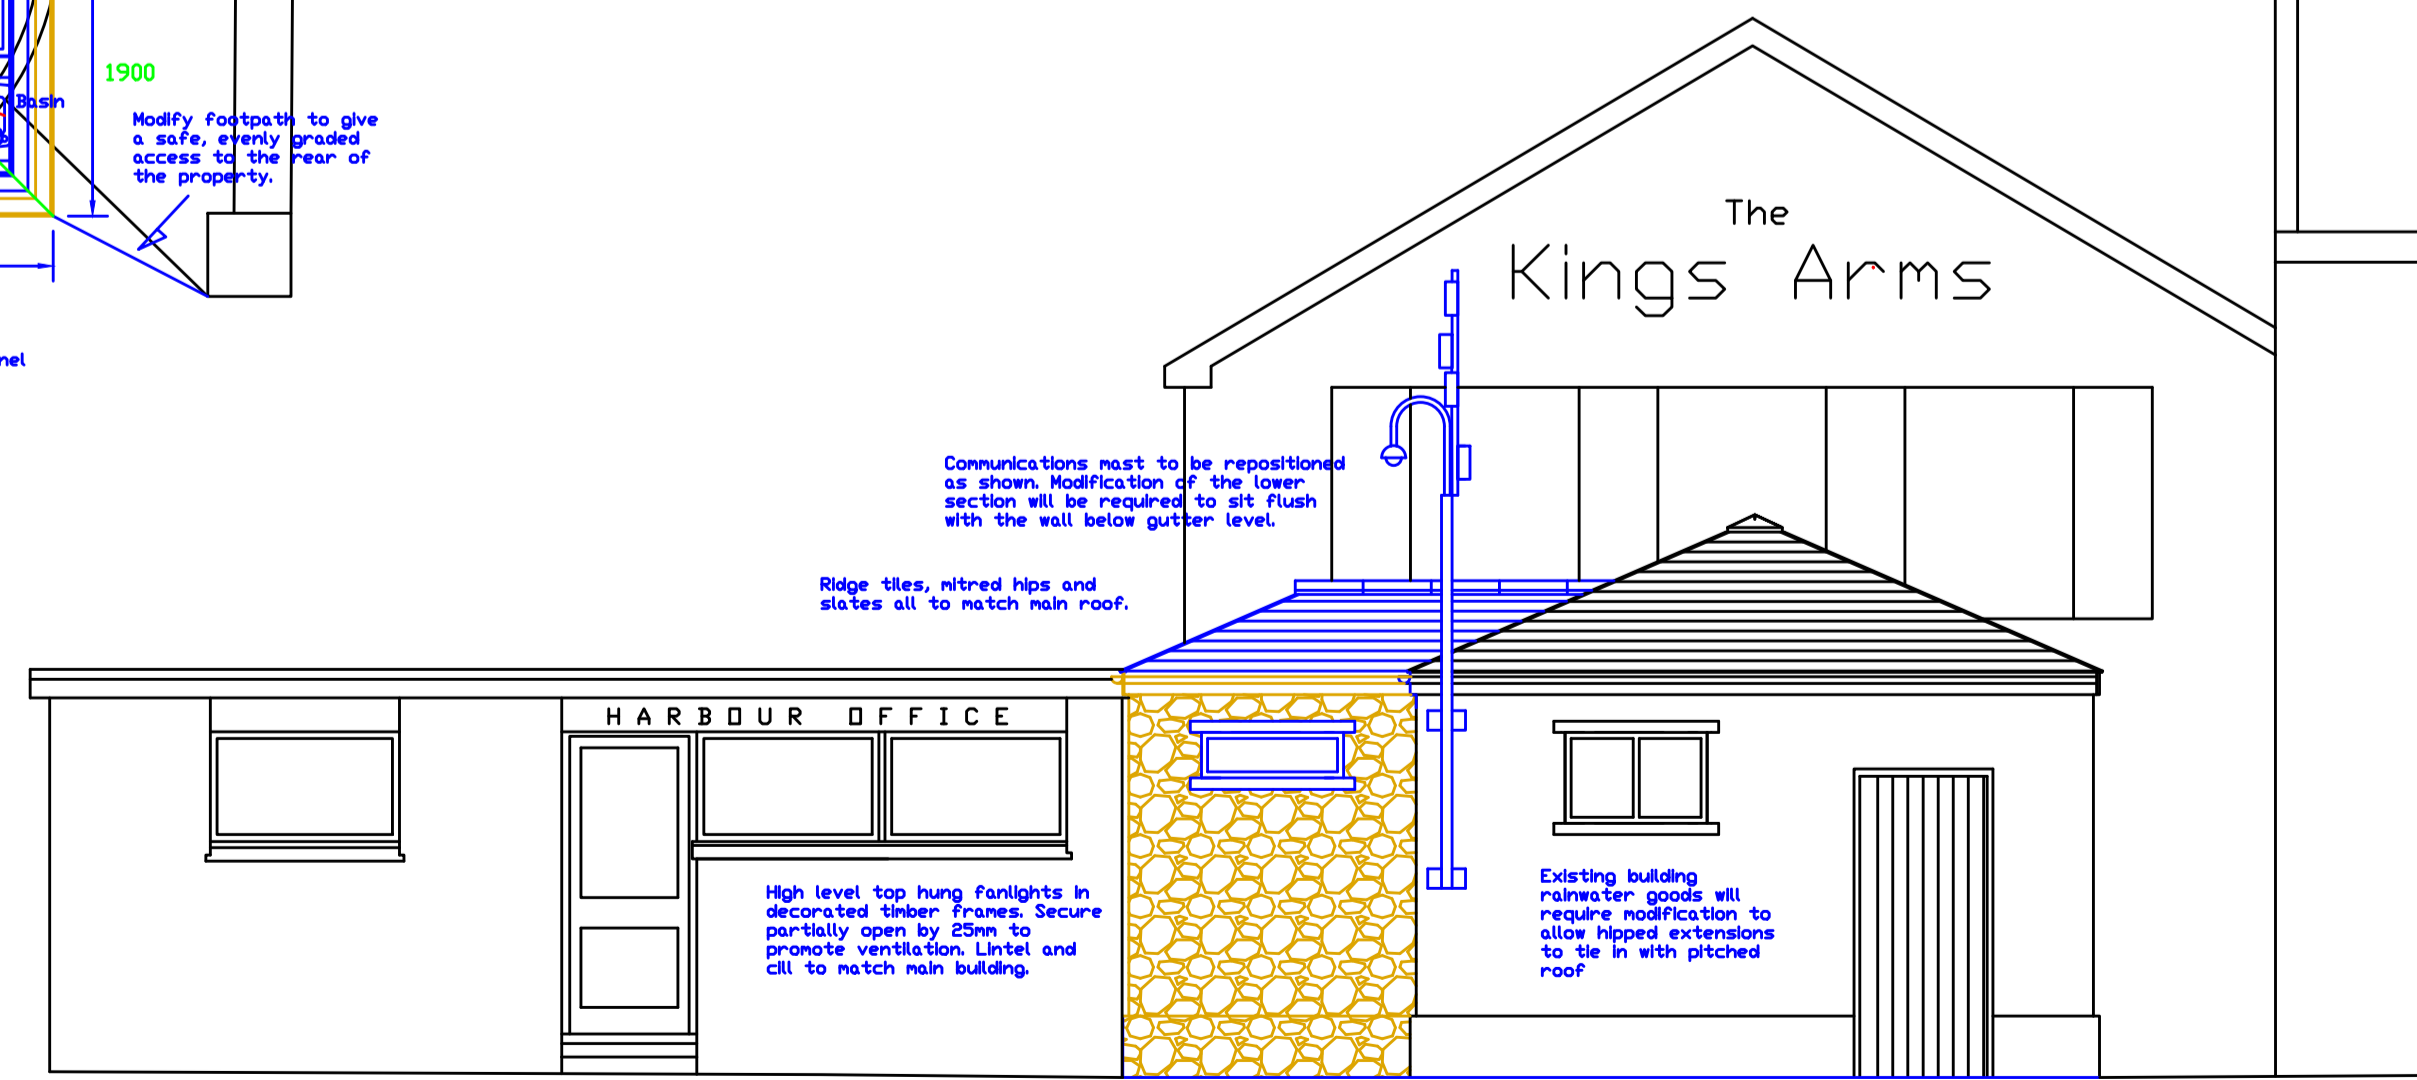 1900
Basin
Modify footpath to give
a safe, evenly graded
access to the rear of
the property.
nel
The
Kings Arms
Communications mast to be repositioned
as shown. Modification of the lower
section will be required to sit flush
with the wall below gutter level.
Ridge tiles, mitred hips and
slates all to match main roof.
HARBOUR OFFICE
High level top hung fanlights in
decorated timber frames. Secure
partially open by 25mm to
promote ventilation. Lintel and
cill to match main building.
Existing building
rainwater goods will
require modification to
allow hipped extensions
to tie in with pitched
roof